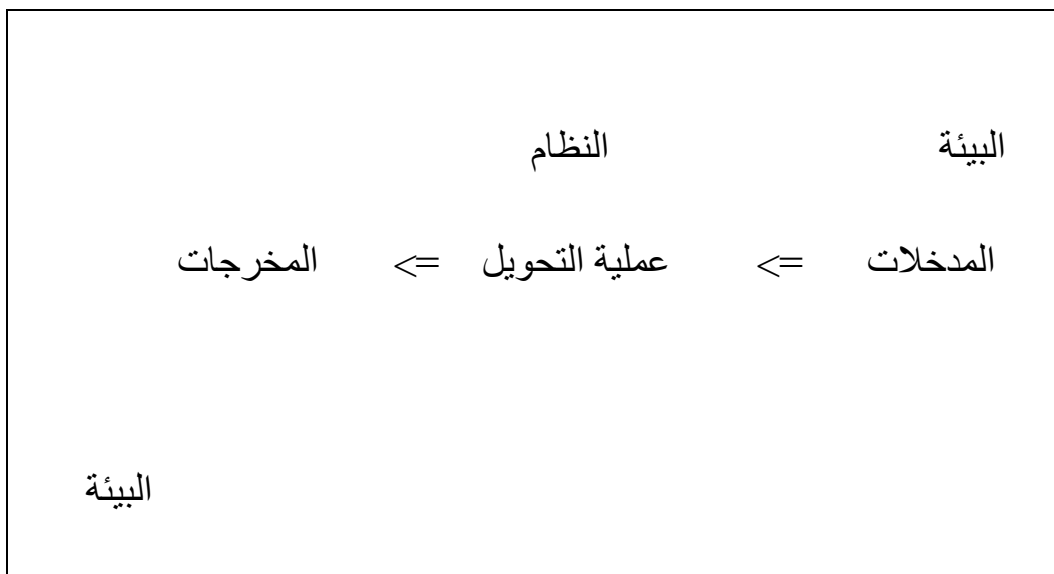 البيئة النظام
المدخلات <= عملية التحويل <= المخرجات
البيئة